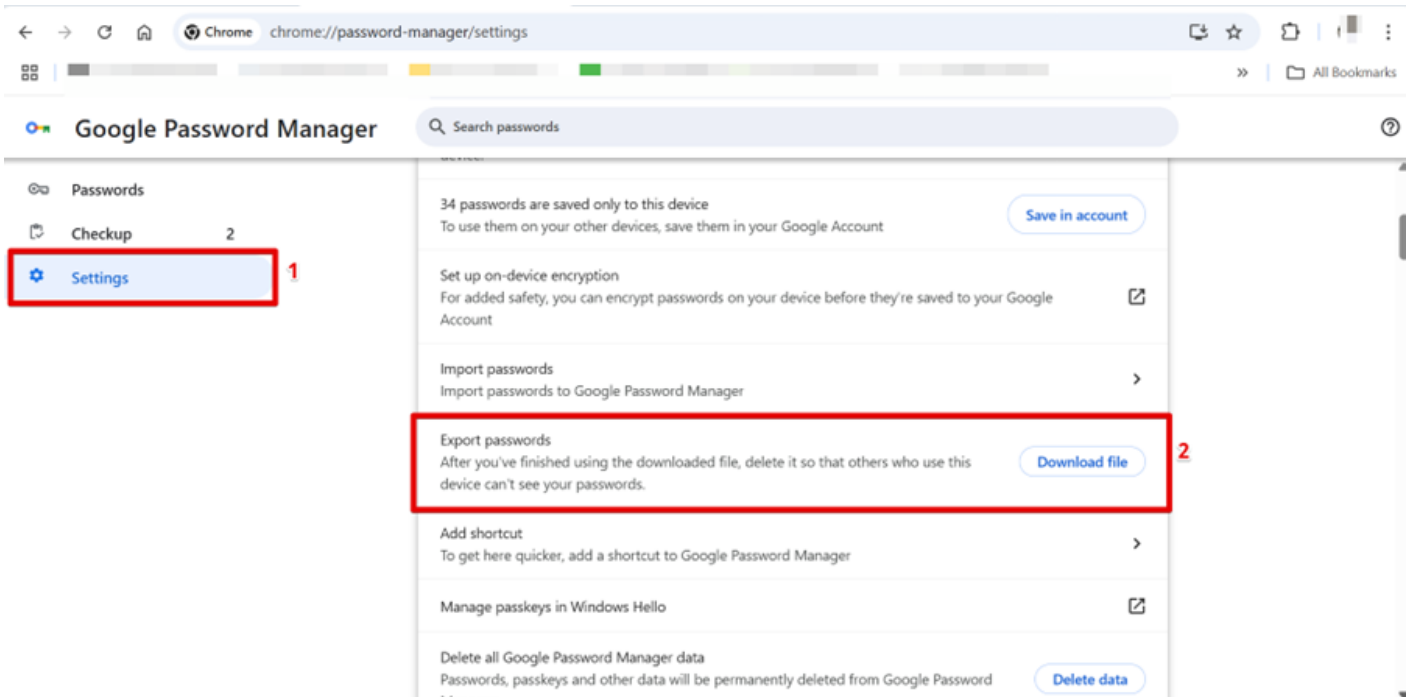 Chrome chrome://password-manager/settings
All Bookmarks
Google Password Manager
Search passwords
Passwords
Checkup 2
Settings
1
device.
34 passwords are saved only to this device
To use them on your other devices, save them in your Google Account
Save in account
Set up on-device encryption
For added safety, you can encrypt passwords on your device before they're saved to your Google
Account
Import passwords
Import passwords to Google Password Manager
Export passwords
After you've finished using the downloaded file, delete it so that others who use this
device can't see your passwords.
Download file
2
Add shortcut
To get here quicker, add a shortcut to Google Password Manager
Manage passkeys in Windows Hello
Delete all Google Password Manager data
Passwords, passkeys and other data will be permanently deleted from Google Password
Delete data